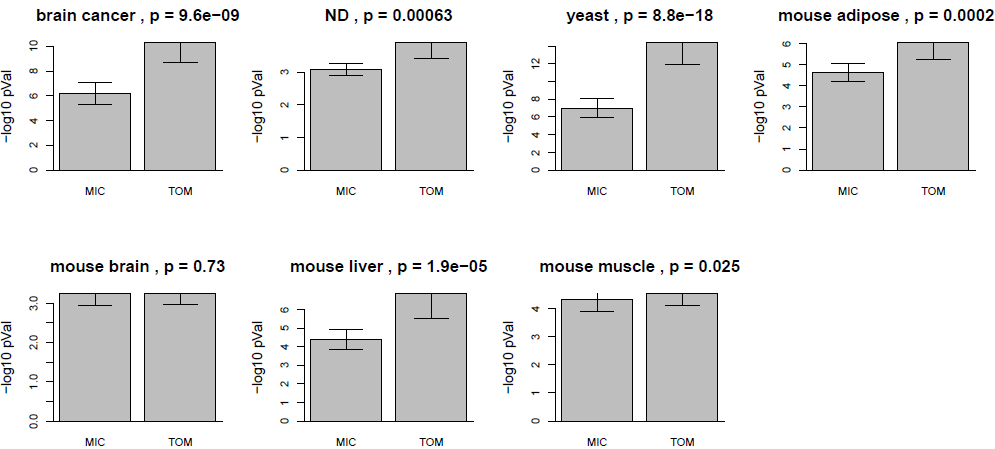 brain cancer , p = 9.6e−09
−log10 pVal
0 2 4 6 8 10
MIC TOM
ND , p = 0.00063
−log10 pVal
0 1 2 3
MIC TOM
yeast , p = 8.8e−18
−log10 pVal
0 2 4 6 8 12
MIC TOM
mouse adipose , p = 0.0002
−log10 pVal
0 1 2 3 4 5 6
MIC TOM
mouse brain , p = 0.73
−log10 pVal
0.0 1.0 2.0 3.0
MIC TOM
mouse liver , p = 1.9e−05
−log10 pVal
0 1 2 3 4 5 6
MIC TOM
mouse muscle , p = 0.025
−log10 pVal
0 1 2 3 4
MIC TOM